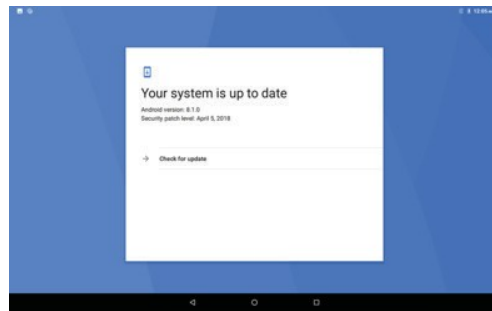 Your system is up to date
Android version: 8.1.0
Security patch level: April 5, 2018
Check for update